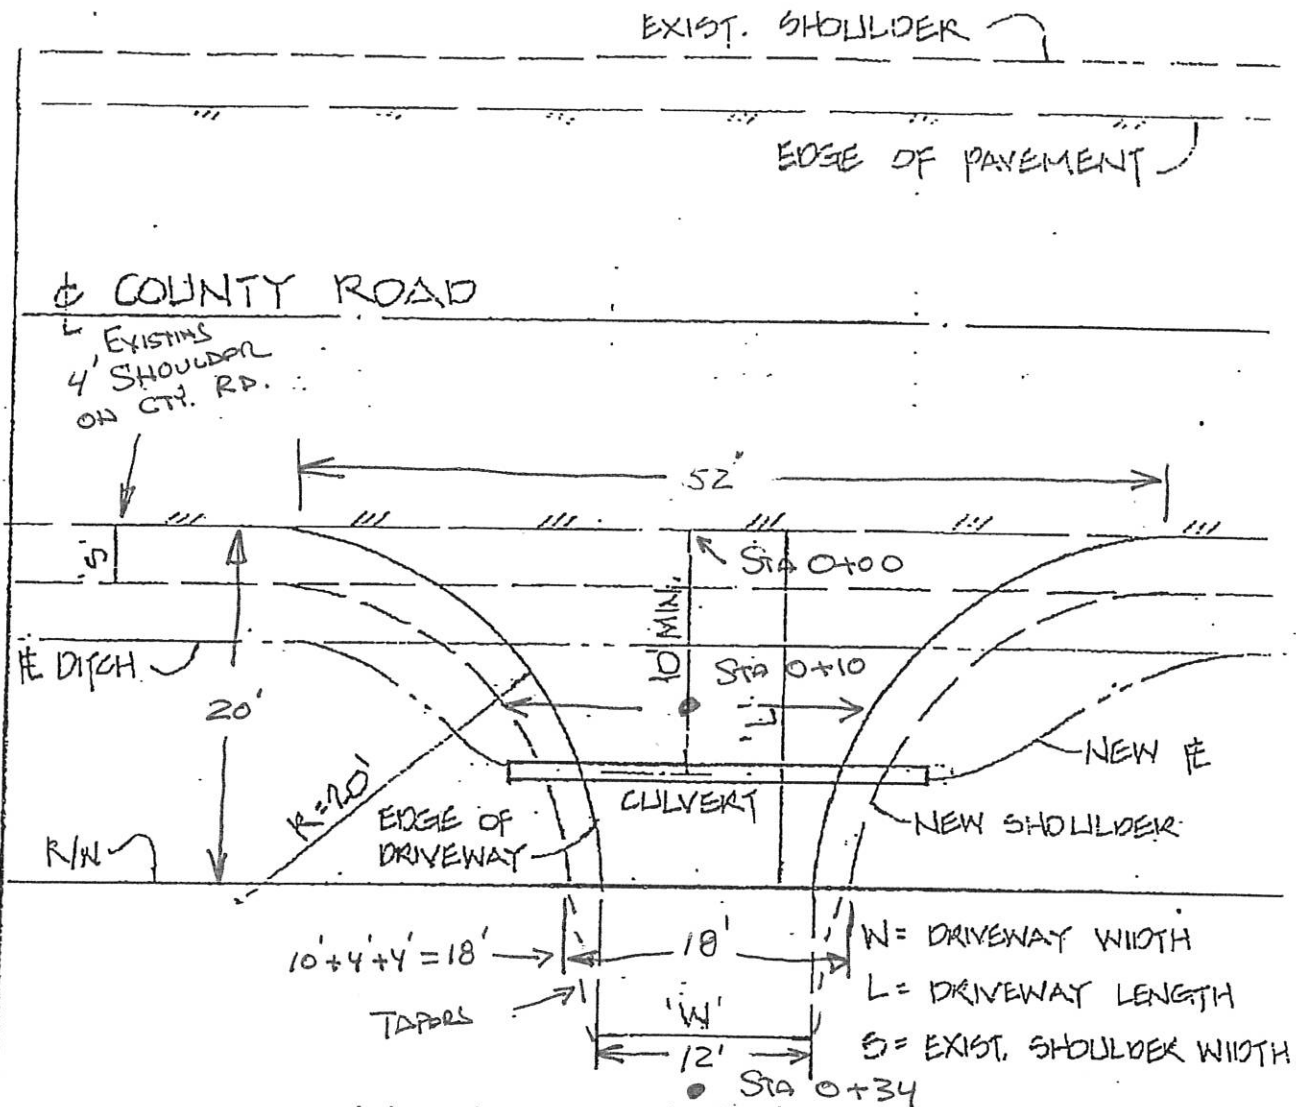 EXIST. SHOULDER
EDGE OF PAVEMENT
℄ COUNTY ROAD
EXISTING
4' SHOULDER
ON CTY. RD.
52"
'S'
STA 0+00
10' MIN.
℄ DITCH
STA 0+10
20'
'L'
NEW ℄
R=20'
CULVERT
EDGE OF
DRIVEWAY
NEW SHOULDER
R/W
10'+4'+4'=18'
18'
W= DRIVEWAY WIDTH
TAPERS
L= DRIVEWAY LENGTH
'W'
12'
S= EXIST. SHOULDER WIDTH
STA 0+34